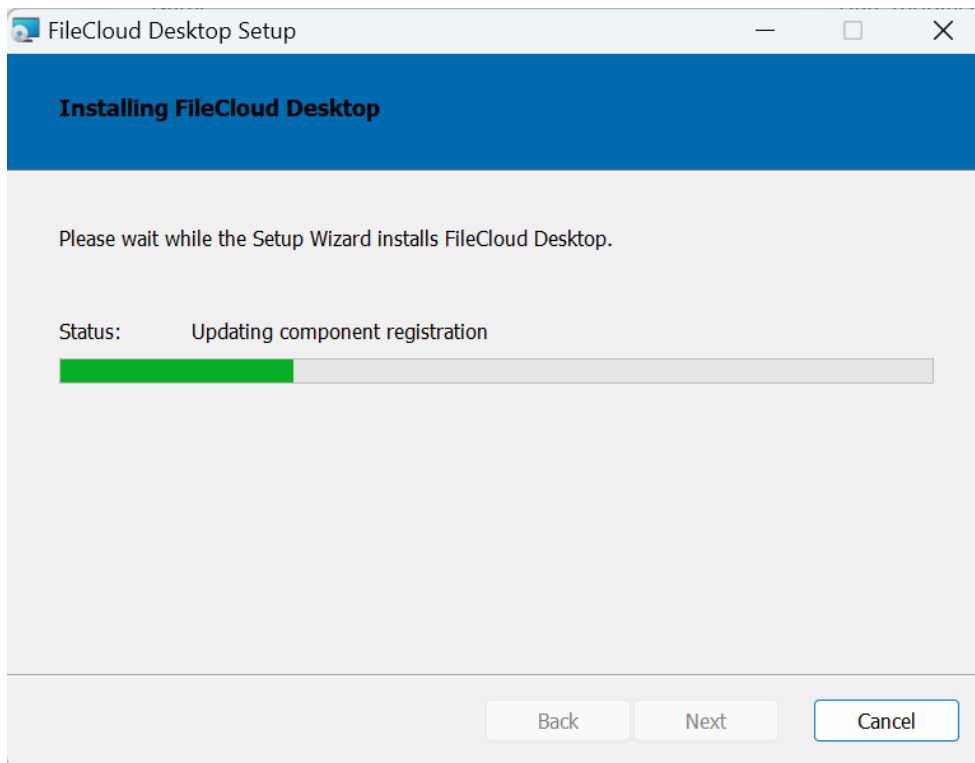 FileCloud Desktop Setup
Installing FileCloud Desktop
Please wait while the Setup Wizard installs FileCloud Desktop.
Status: Updating component registration
Back Next Cancel